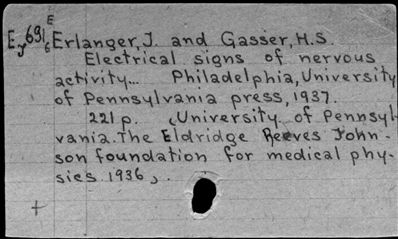 E
Ey691 Erlanger, J. and Gasser, H.S.
6
Electrical signs of nervous
activity... Philadelphia, University
of Pennsylvania press, 1937.
221 p. (University of Pennsyl-
vania. The Eldridge Reeves John-
son foundation for medical phy-
sics 1936).
+